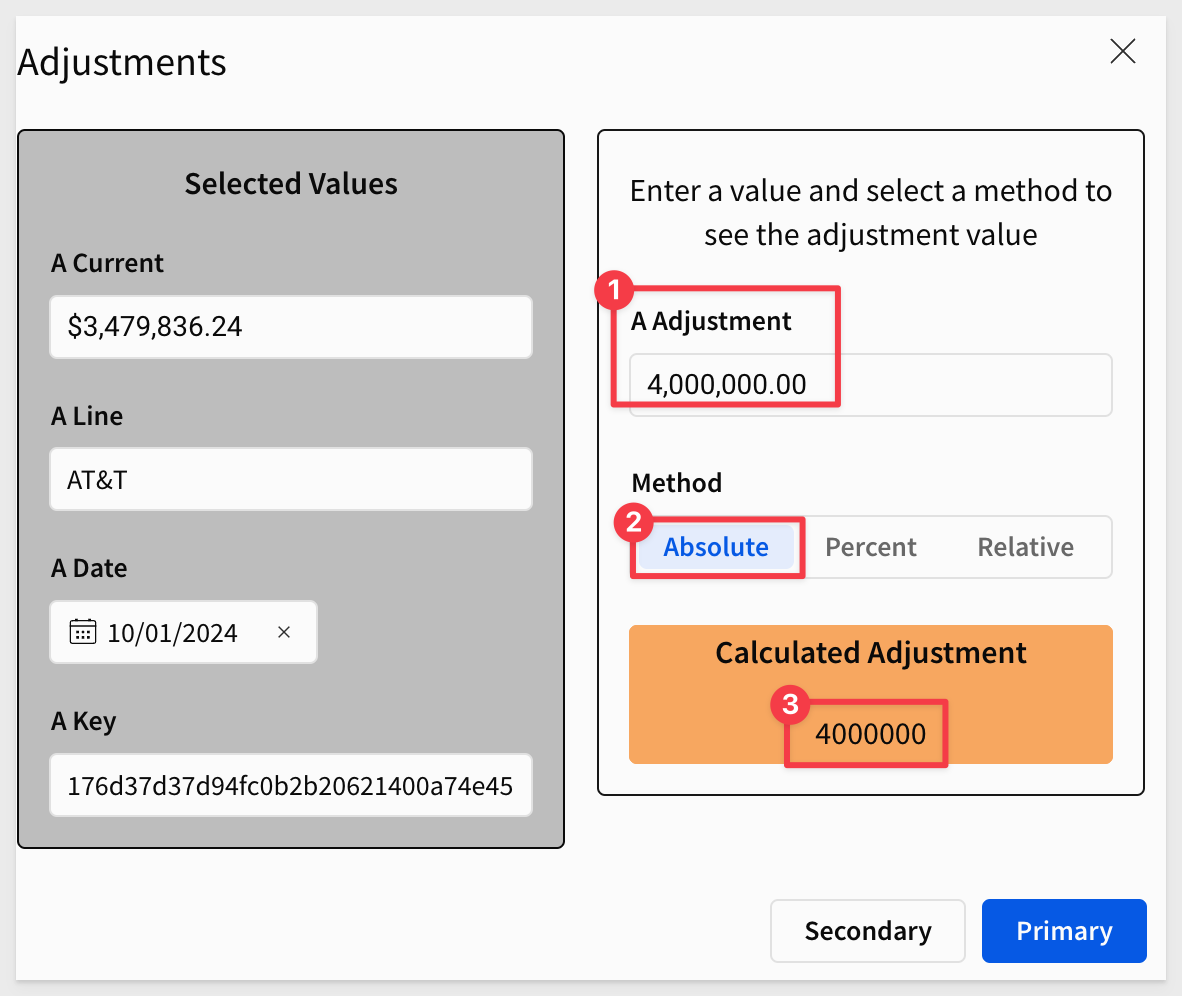 Adjustments
Selected Values
A Current
$3,479,836.24
A Line
AT&T
A Date
10/01/2024
A Key
176d37d37d94fc0b2b20621400a74e45
Enter a value and select a method to
see the adjustment value
1
A Adjustment
4,000,000.00
Method
2
Absolute Percent Relative
Calculated Adjustment
3
4000000
Secondary Primary